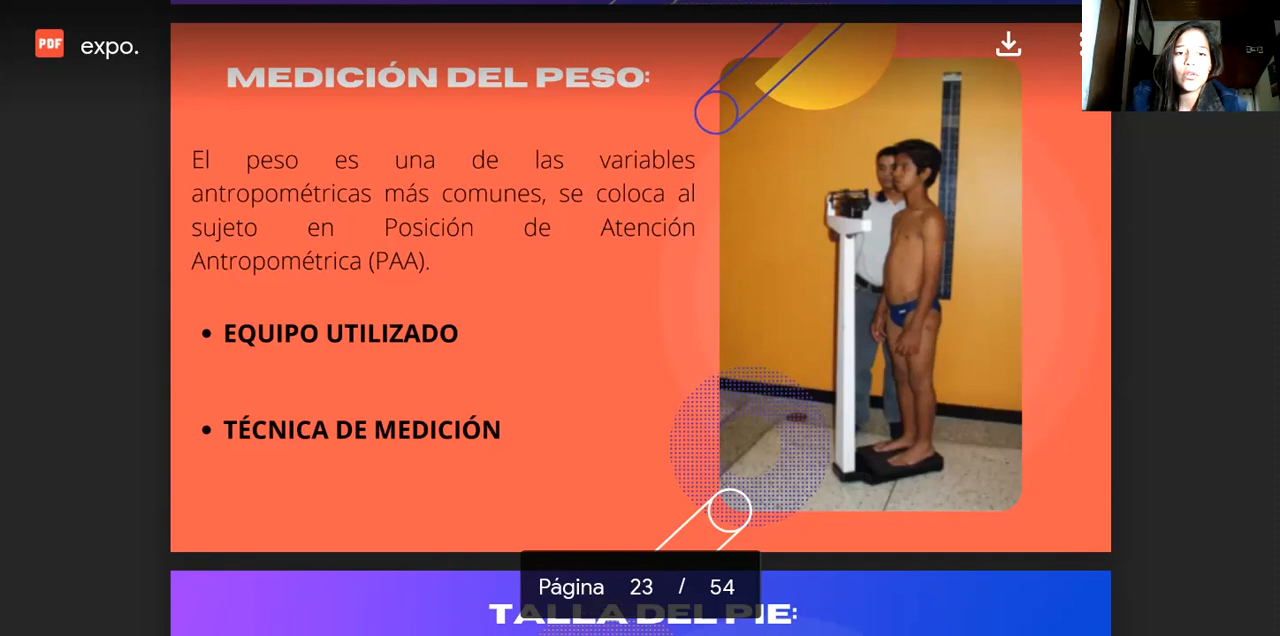 PDF expo.
MEDICIÓN DEL PESO:
El peso es una de las variables
antropométricas más comunes, se coloca al
sujeto en Posición de Atención
Antropométrica (PAA).
• EQUIPO UTILIZADO
• TÉCNICA DE MEDICIÓN
Página 23 / 54
TALLA DEL PIE: